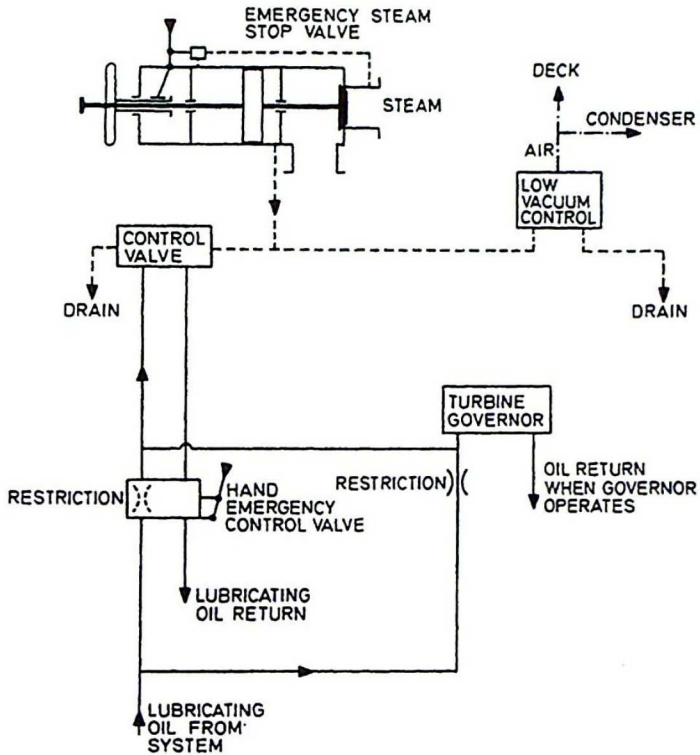 EMERGENCY STEAM
STOP VALVE
STEAM
DECK
CONDENSER
AIR
LOW
VACUUM
CONTROL
CONTROL
VALVE
DRAIN
DRAIN
TURBINE
GOVERNOR
RESTRICTION
HAND
EMERGENCY
CONTROL VALVE
RESTRICTION
OIL RETURN
WHEN GOVERNOR
OPERATES
LUBRICATING
OIL RETURN
LUBRICATING
OIL FROM
SYSTEM